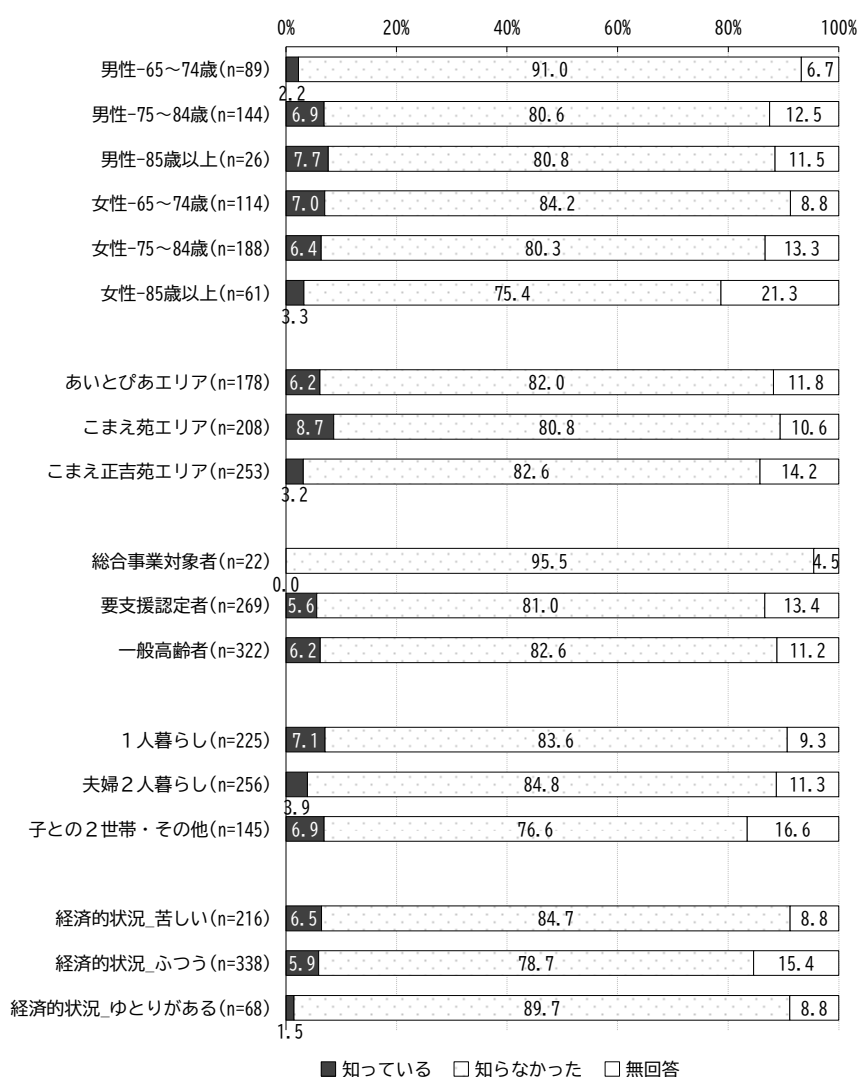 0% 20% 40% 60% 80% 100%
男性-65～74歳(n=89) 2.2 91.0 6.7
男性-75～84歳(n=144) 6.9 80.6 12.5
男性-85歳以上(n=26) 7.7 80.8 11.5
女性-65～74歳(n=114) 7.0 84.2 8.8
女性-75～84歳(n=188) 6.4 80.3 13.3
女性-85歳以上(n=61) 3.3 75.4 21.3
あいとぴあエリア(n=178) 6.2 82.0 11.8
こまえ苑エリア(n=208) 8.7 80.8 10.6
こまえ正吉苑エリア(n=253) 3.2 82.6 14.2
総合事業対象者(n=22) 0.0 95.5 4.5
要支援認定者(n=269) 5.6 81.0 13.4
一般高齢者(n=322) 6.2 82.6 11.2
１人暮らし(n=225) 7.1 83.6 9.3
夫婦２人暮らし(n=256) 3.9 84.8 11.3
子との２世帯・その他(n=145) 6.9 76.6 16.6
経済的状況_苦しい(n=216) 6.5 84.7 8.8
経済的状況_ふつう(n=338) 5.9 78.7 15.4
経済的状況_ゆとりがある(n=68) 1.5 89.7 8.8
知っている 知らなかった 無回答